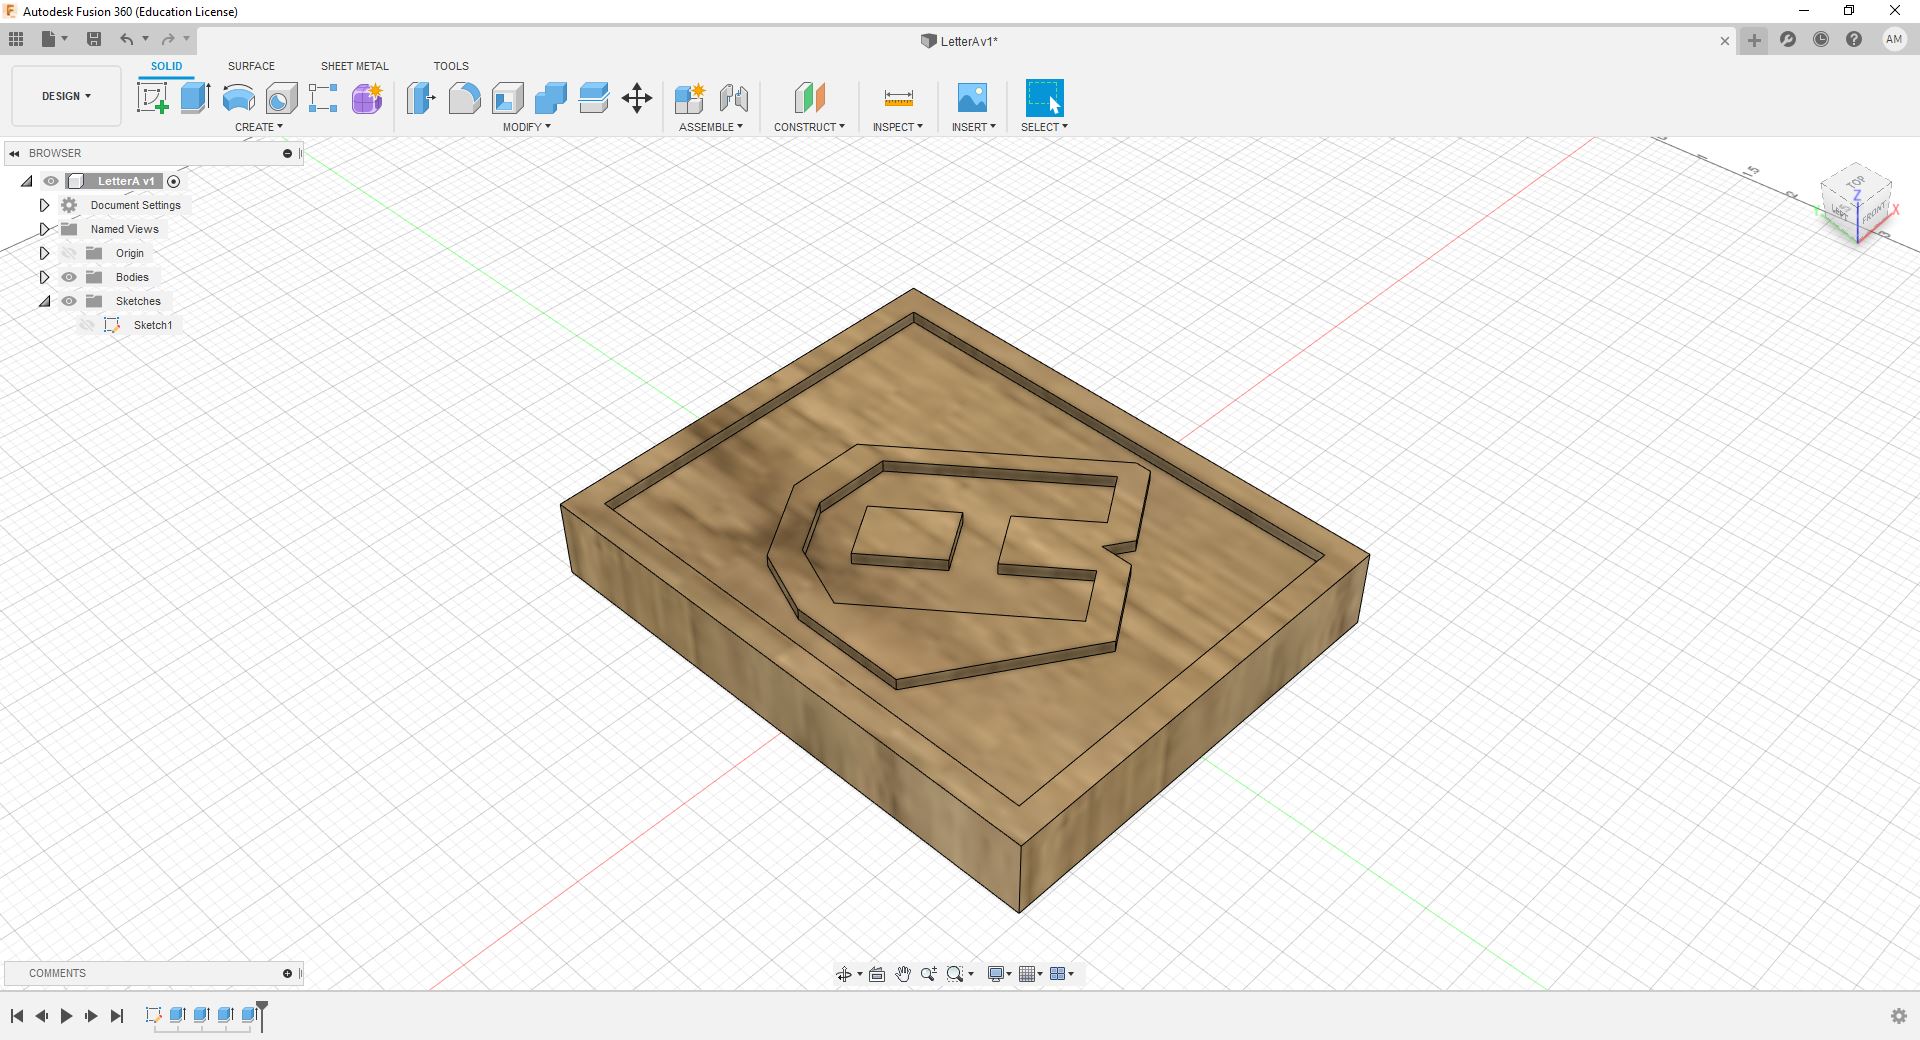 Autodesk Fusion 360 (Education License)
LetterAv1*
AM
SOLID SURFACE SHEET METAL TOOLS
DESIGN
CREATE MODIFY ASSEMBLE CONSTRUCT INSPECT INSERT SELECT
BROWSER
LetterA v1
Document Settings
Named Views
Origin
Bodies
Sketches
Sketch1
TOP
LEFT
FRONT
Z
X
Y
COMMENTS